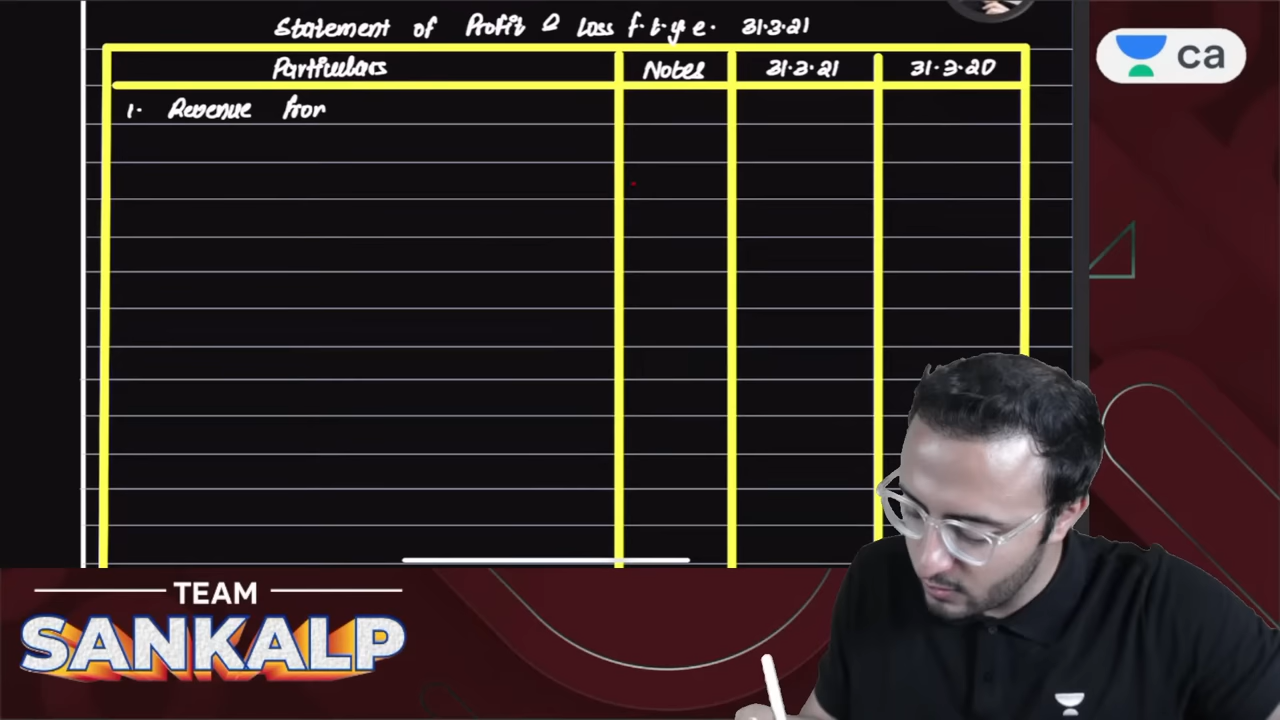 Statement of Profit & Loss f.t.y.e. 31.3.21
Particulars Notes 31.3.21 31.3.20
1. Revenue from
ca
TEAM
SANKALP